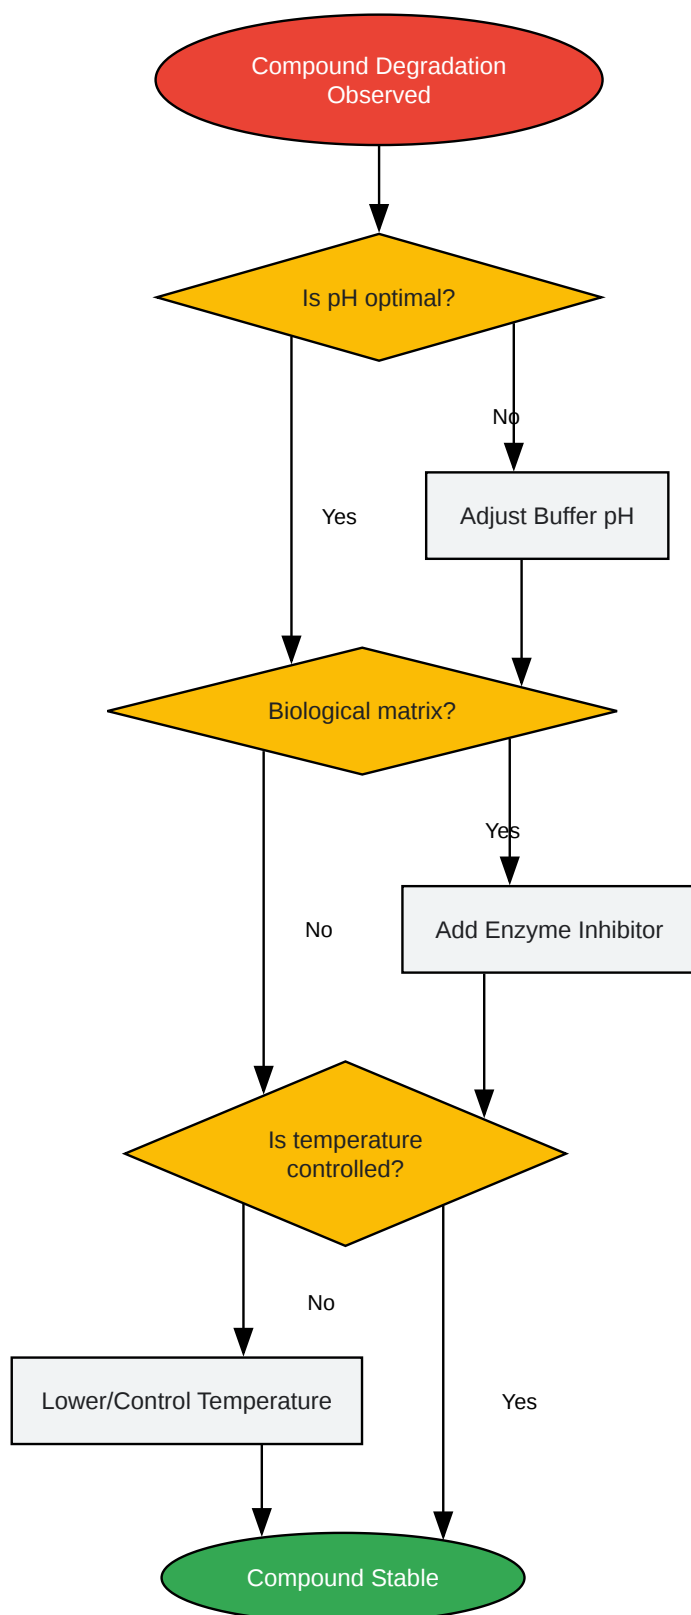 Compound Degradation
Observed
Is pH optimal?
No
Yes
Adjust Buffer pH
Biological matrix?
Yes
No
Add Enzyme Inhibitor
Is temperature
controlled?
No
Lower/Control Temperature
Yes
Compound Stable